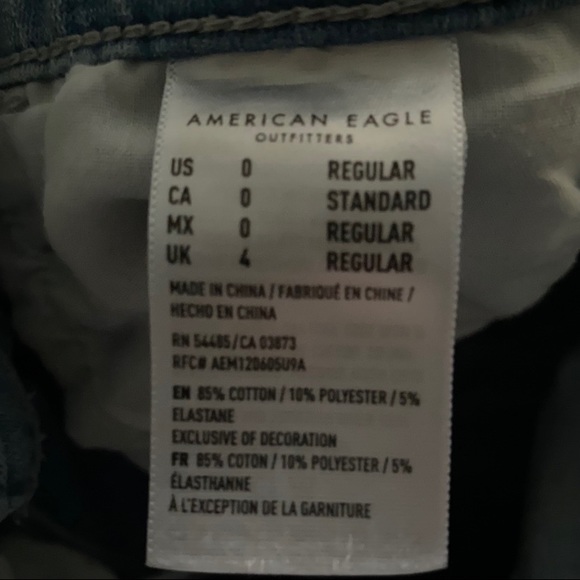 AMERICAN EAGLE
OUTFITTERS
US 0 REGULAR
CA 0 STANDARD
MX 0 REGULAR
UK 4 REGULAR
MADE IN CHINA / FABRIQUÉ EN CHINE /
HECHO EN CHINA
RN 54485/CA 03873
RFC# AEM120605U9A
EN 85% COTTON / 10% POLYESTER / 5%
ELASTANE
EXCLUSIVE OF DECORATION
FR 85% COTON / 10% POLYESTER / 5%
ÉLASTHANNE
À L'EXCEPTION DE LA GARNITURE